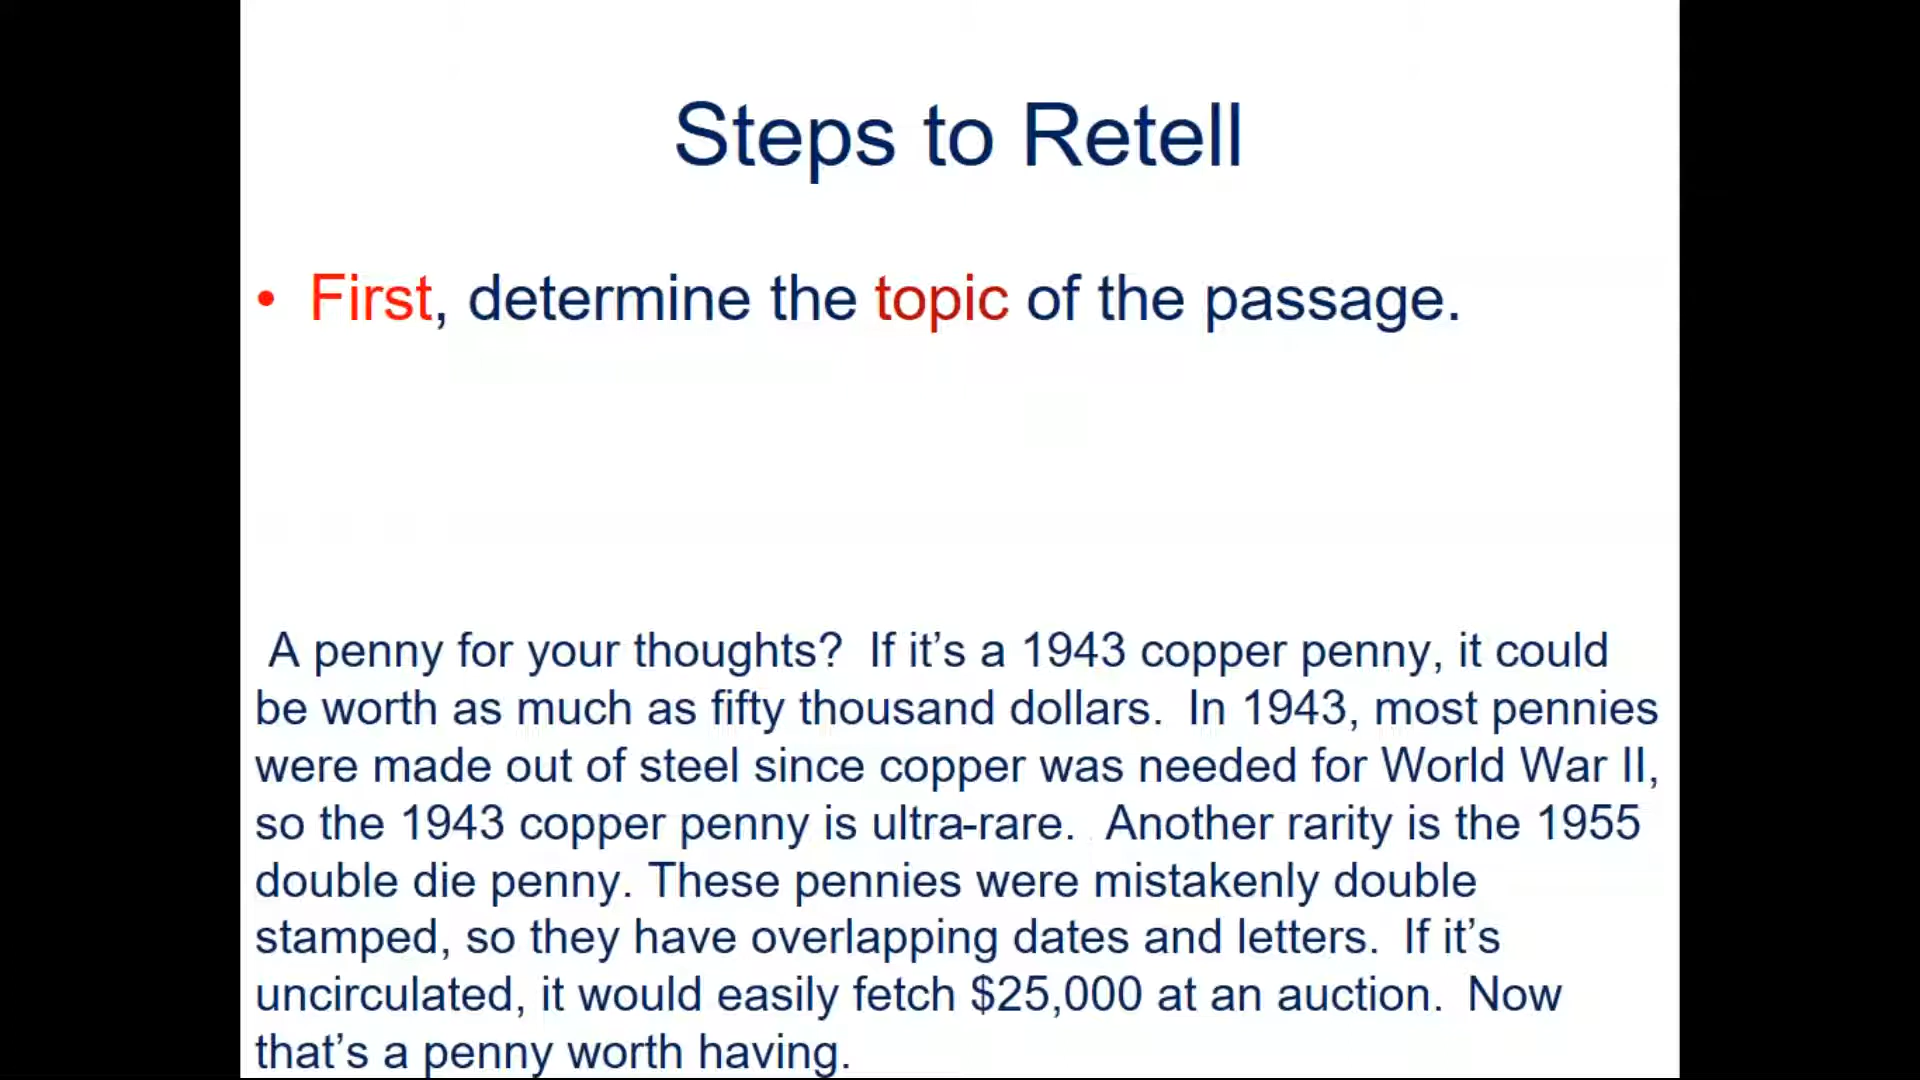 Steps to Retell
• First, determine the topic of the passage.
A penny for your thoughts?  If it’s a 1943 copper penny, it could
be worth as much as fifty thousand dollars.  In 1943, most pennies
were made out of steel since copper was needed for World War II,
so the 1943 copper penny is ultra-rare.  Another rarity is the 1955
double die penny. These pennies were mistakenly double
stamped, so they have overlapping dates and letters.  If it’s
uncirculated, it would easily fetch $25,000 at an auction.  Now
that’s a penny worth having.